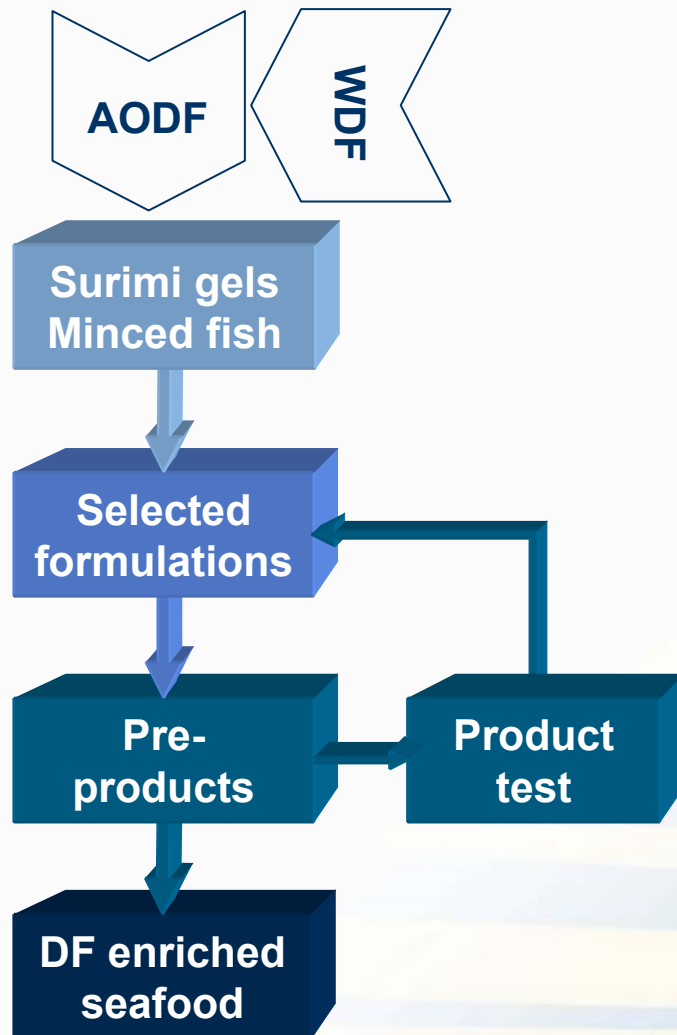 AODF
WDF
Surimi gels
Minced fish
Selected
formulations
Pre-
products
Product
test
DF enriched
seafood